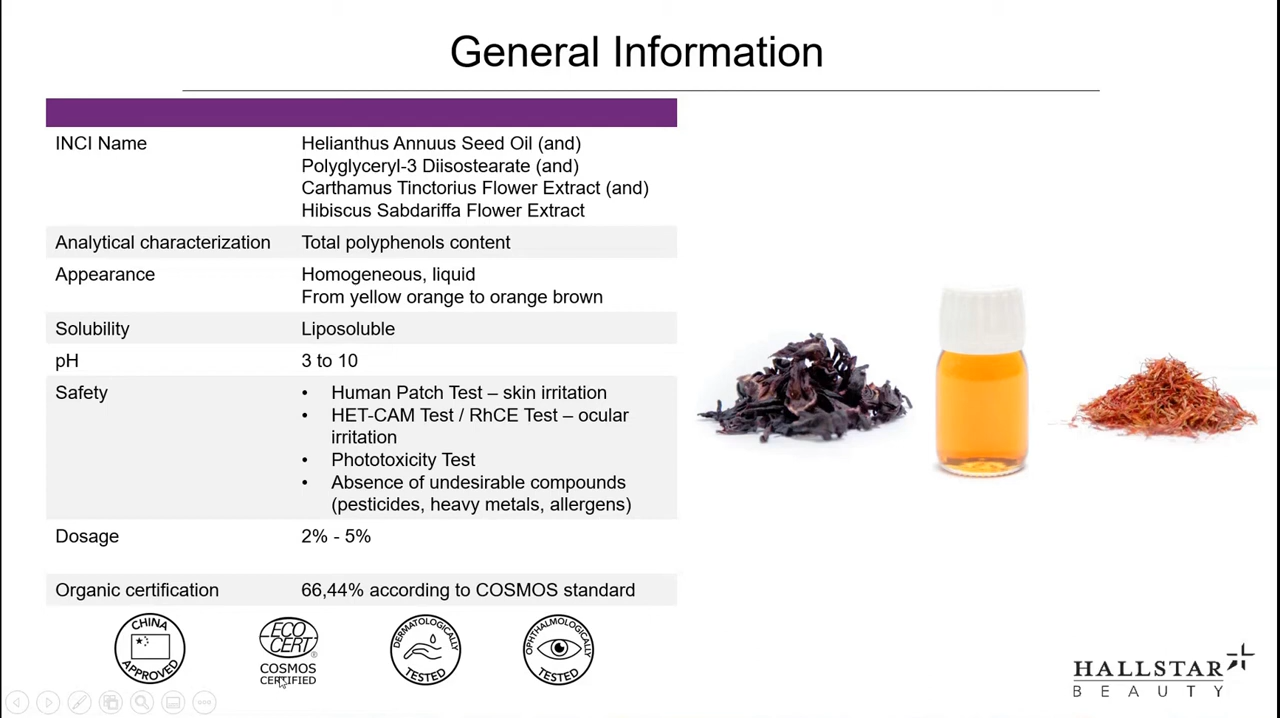 General Information
INCI Name
Helianthus Annuus Seed Oil (and)
Polyglyceryl-3 Diisostearate (and)
Carthamus Tinctorius Flower Extract (and)
Hibiscus Sabdariffa Flower Extract
Analytical characterization
Total polyphenols content
Appearance
Homogeneous, liquid
From yellow orange to orange brown
Solubility
Liposoluble
pH
3 to 10
Safety
• Human Patch Test – skin irritation
• HET-CAM Test / RhCE Test – ocular
irritation
• Phototoxicity Test
• Absence of undesirable compounds
(pesticides, heavy metals, allergens)
Dosage
2% - 5%
Organic certification
66,44% according to COSMOS standard
CHINA
APPROVED
ECO
CERT
®
COSMOS
CERTIFIED
DERMATOLOGICALLY
TESTED
OPHTHALMOLOGICALLY
TESTED
HALLSTAR
BEAUTY